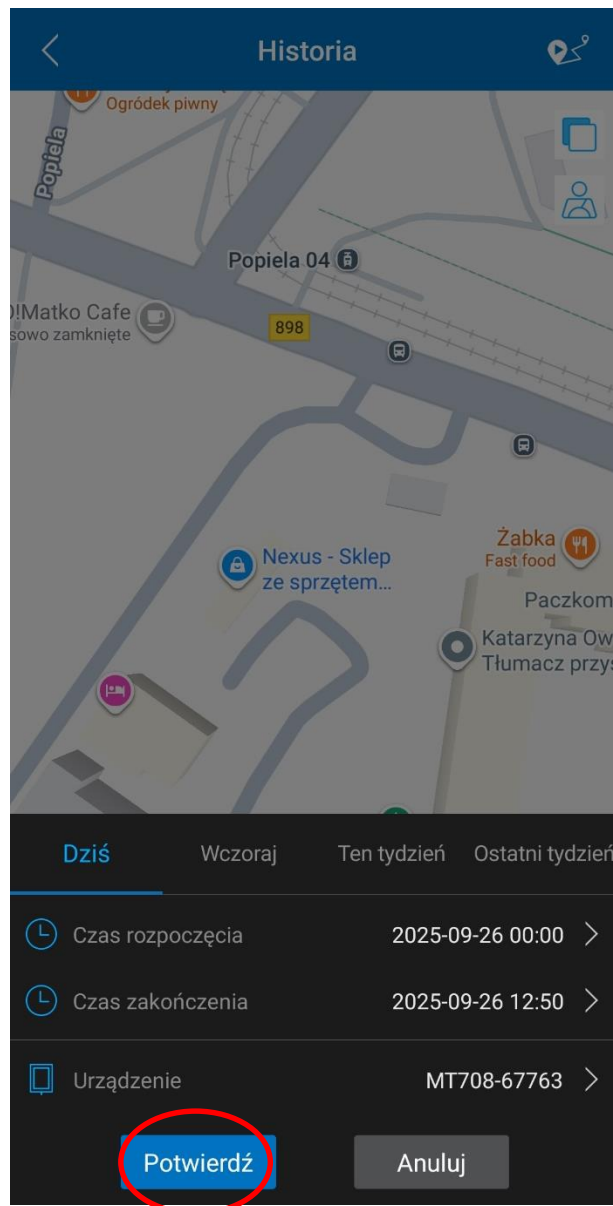 Historia
Ogródek piwny
Popiela
Popiela 04
!Matko Cafe
sowo zamknięte
898
Nexus - Sklep
ze sprzętem...
Żabka
Fast food
Paczkom
Katarzyna Ow
Tłumacz przys
Dziś Wczoraj Ten tydzień Ostatni tydzień
Czas rozpoczęcia 2025-09-26 00:00
Czas zakończenia 2025-09-26 12:50
Urządzenie MT708-67763
Potwierdź Anuluj